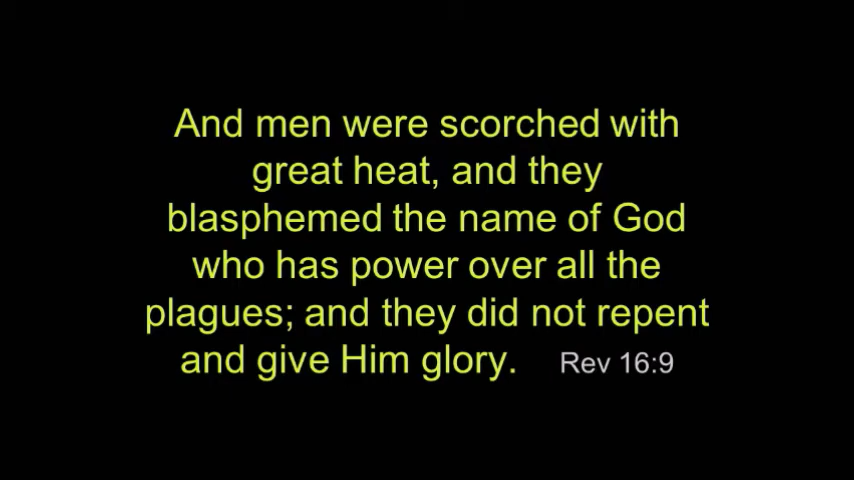 And men were scorched with
great heat, and they
blasphemed the name of God
who has power over all the
plagues; and they did not repent
and give Him glory. Rev 16:9